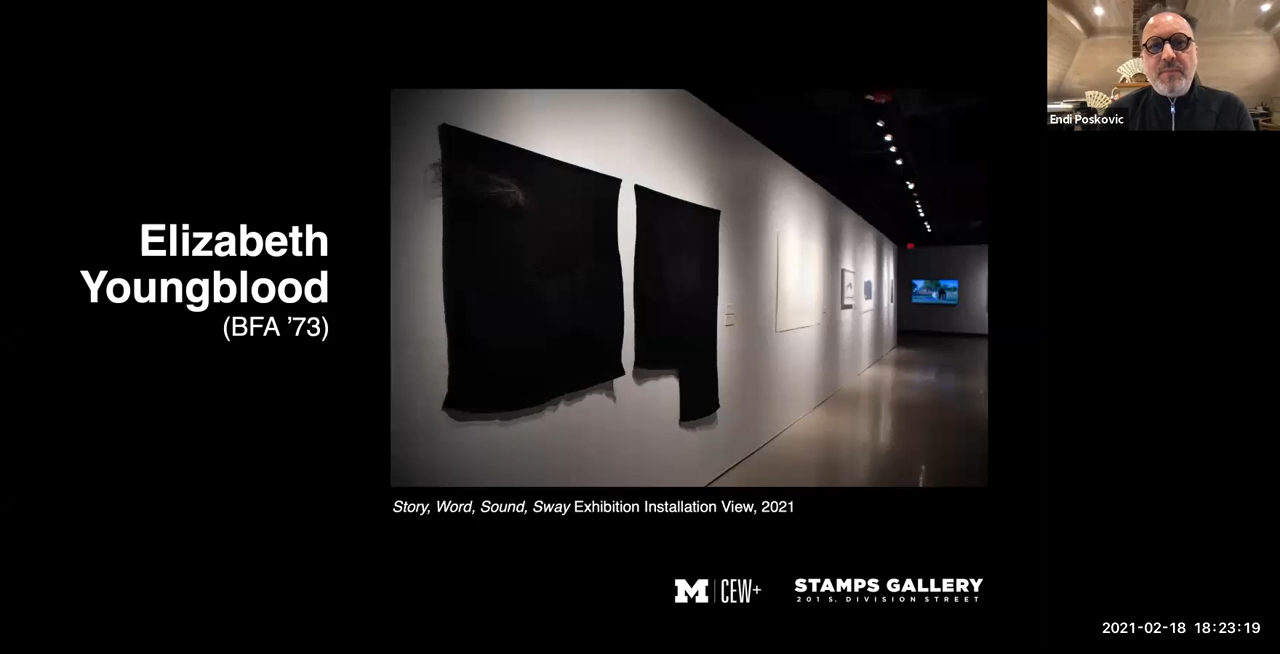 Endi Poskovic
Elizabeth
Youngblood
(BFA ’73)
Story, Word, Sound, Sway Exhibition Installation View, 2021
M CEW+
STAMPS GALLERY
201 S. DIVISION STREET
2021-02-18 18:23:19